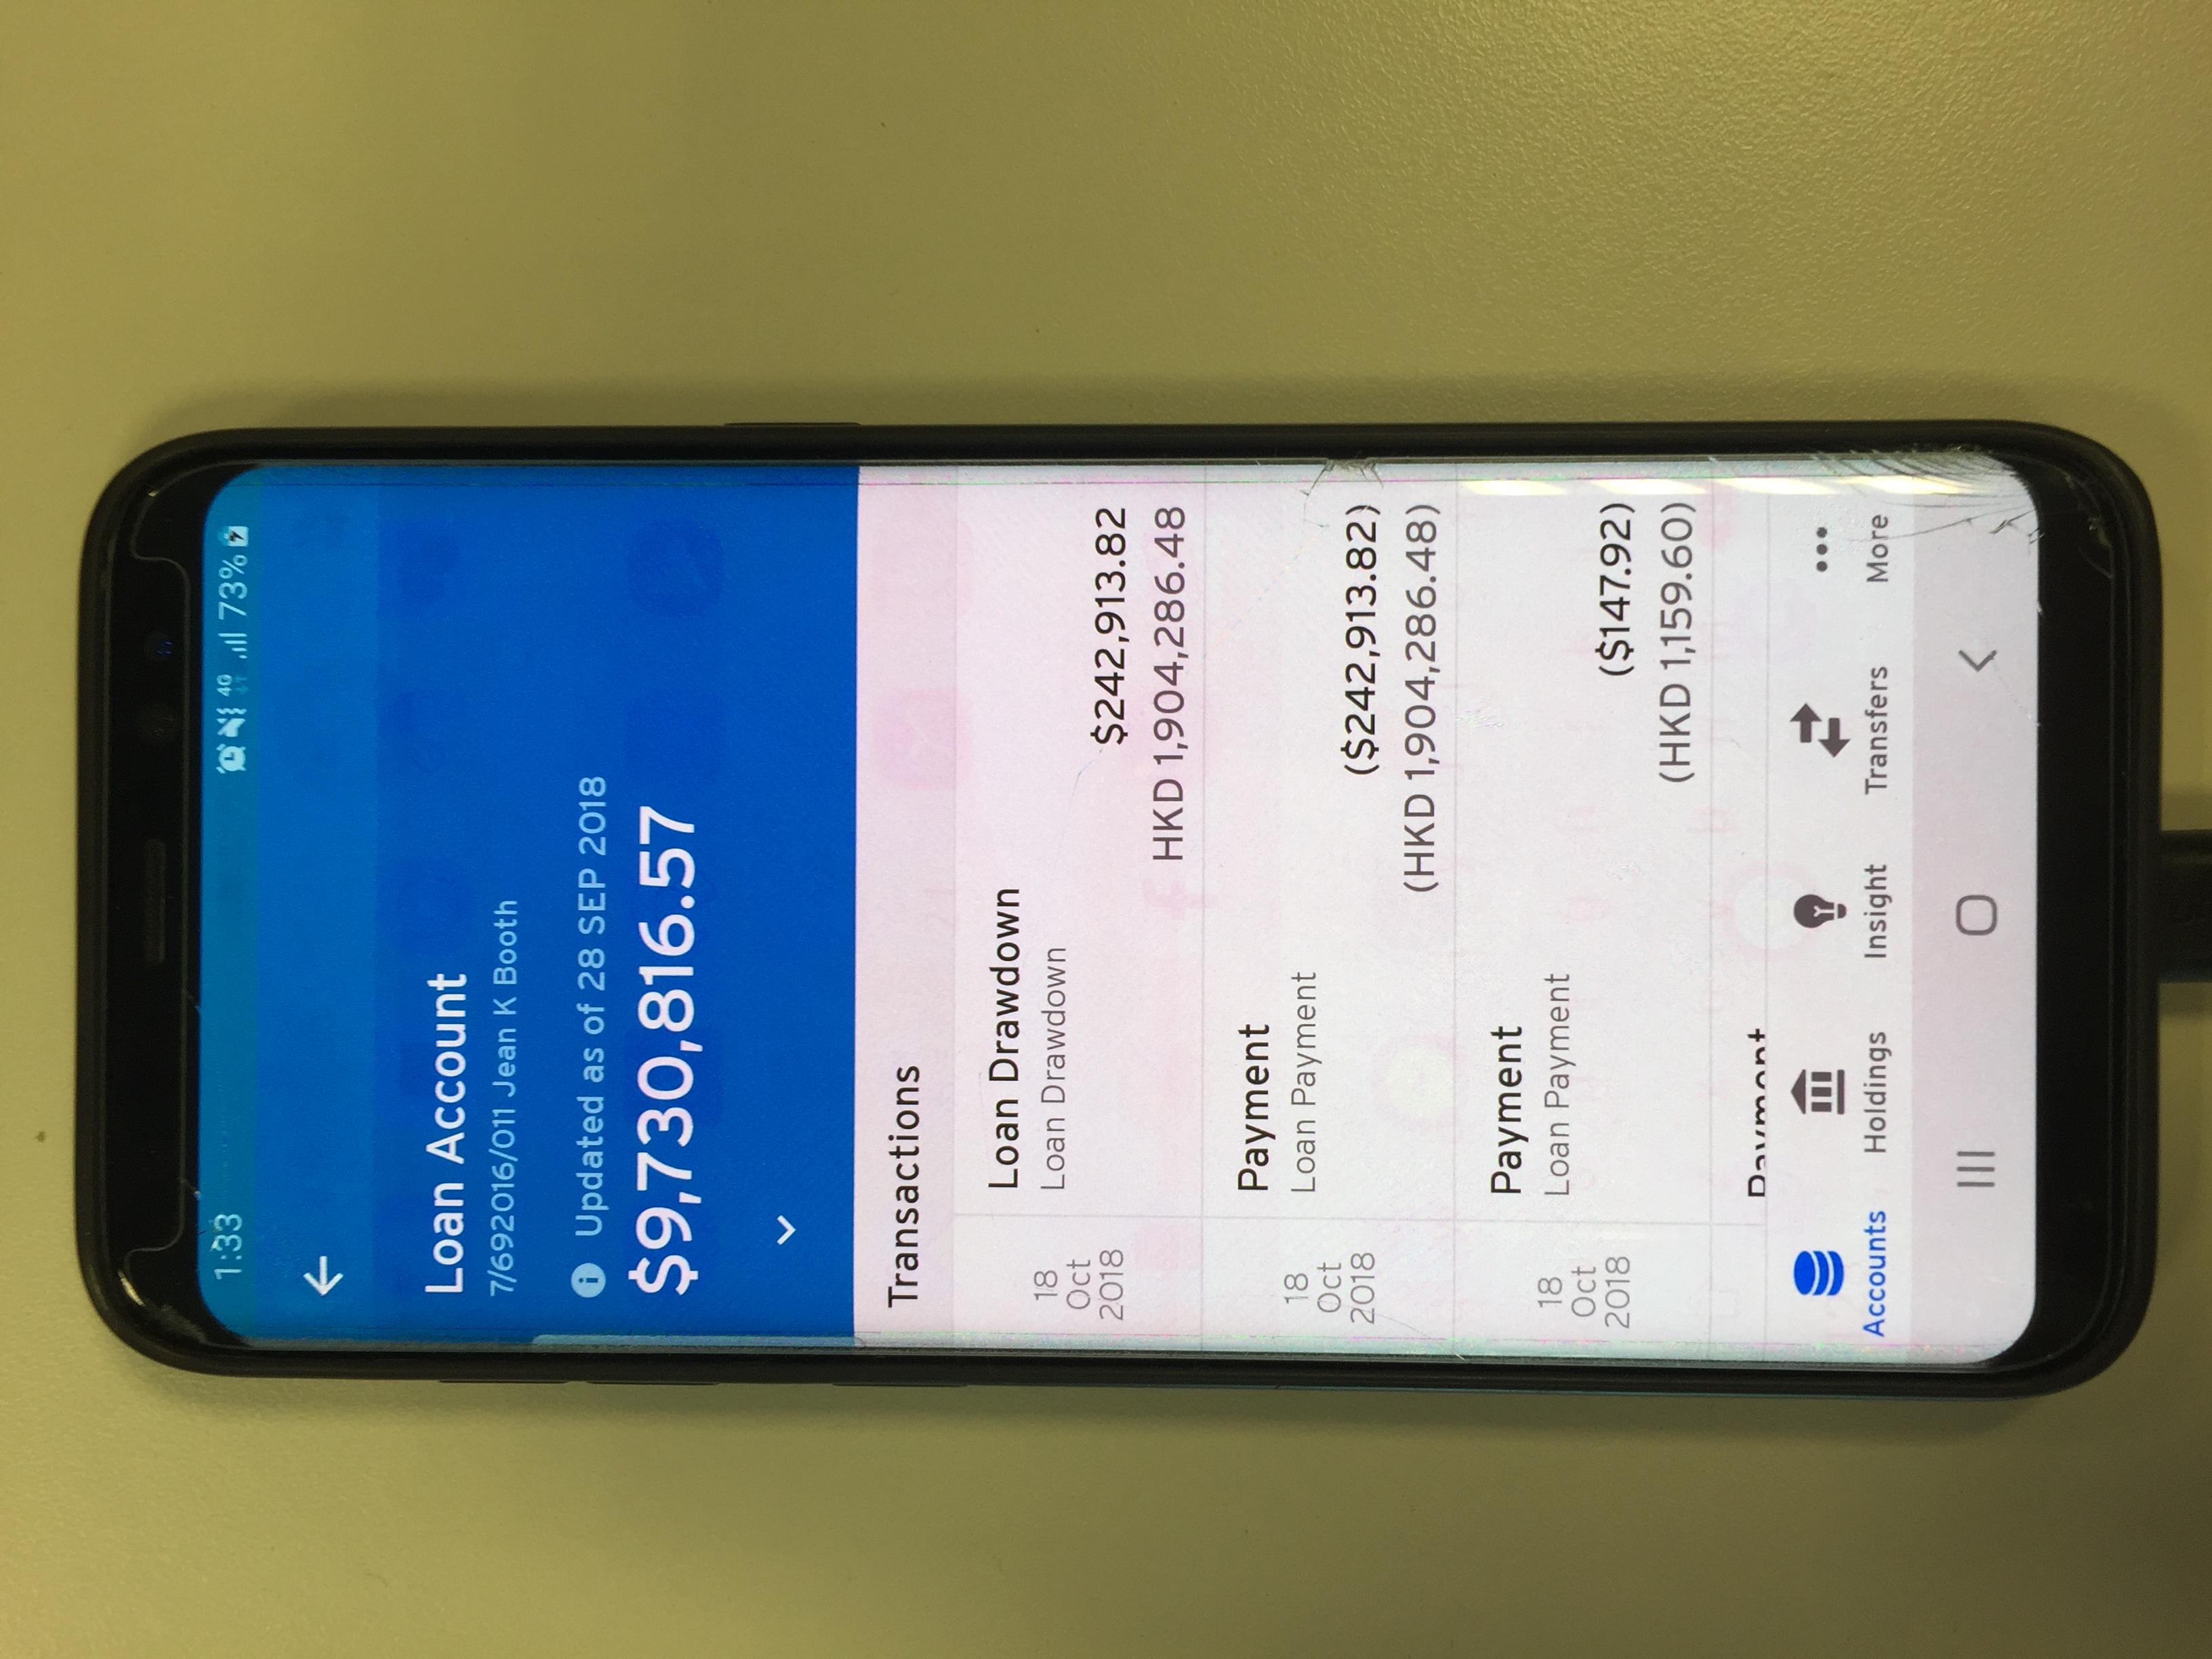 1:33
4G
73%
Loan Account
7/692016/011 Jean K Booth
Updated as of 28 SEP 2018
$9,730,816.57
Transactions
18
Oct
2018
Loan Drawdown
Loan Drawdown
$242,913.82
HKD 1,904,286.48
18
Oct
2018
Payment
Loan Payment
($242,913.82)
(HKD 1,904,286.48)
18
Oct
2018
Payment
Loan Payment
($147.92)
(HKD 1,159.60)
Payment
Accounts
Holdings
Insight
Transfers
More